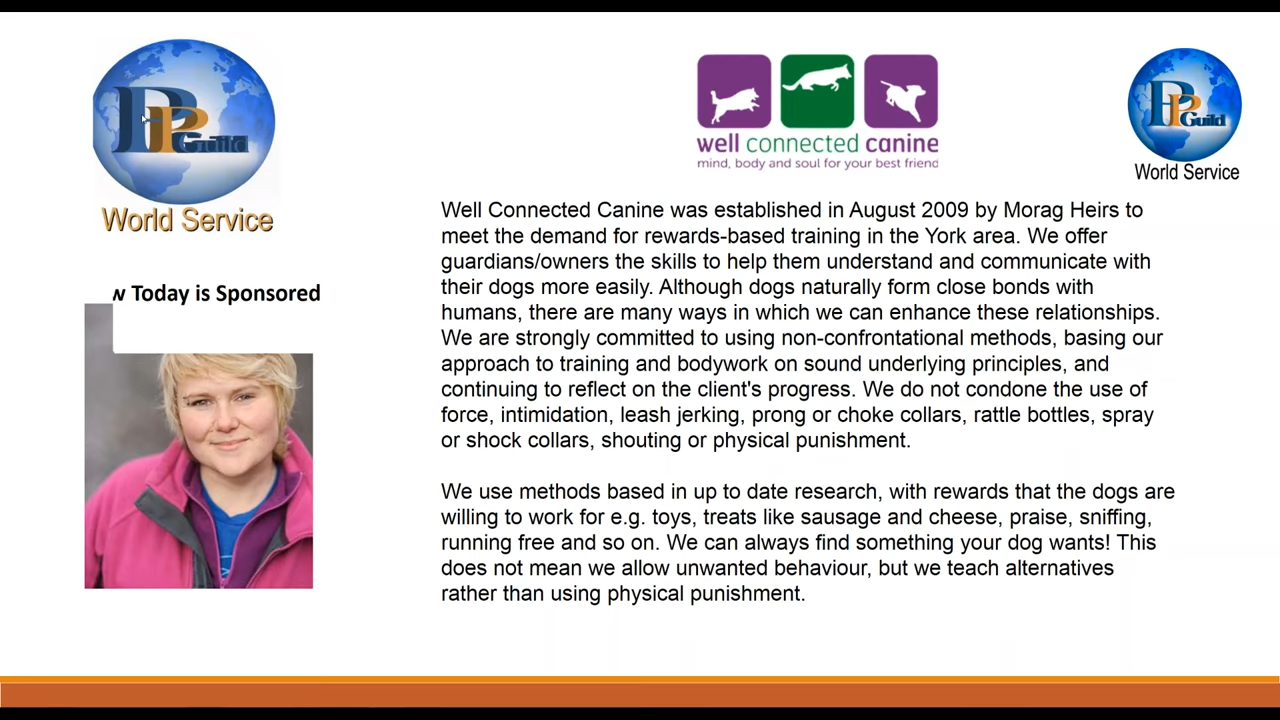 PP Guild
World Service
Today is Sponsored
well connected canine
mind, body and soul for your best friend
PP Guild
World Service
Well Connected Canine was established in August 2009 by Morag Heirs to
meet the demand for rewards-based training in the York area. We offer
guardians/owners the skills to help them understand and communicate with
their dogs more easily. Although dogs naturally form close bonds with
humans, there are many ways in which we can enhance these relationships.
We are strongly committed to using non-confrontational methods, basing our
approach to training and bodywork on sound underlying principles, and
continuing to reflect on the client's progress. We do not condone the use of
force, intimidation, leash jerking, prong or choke collars, rattle bottles, spray
or shock collars, shouting or physical punishment.
We use methods based in up to date research, with rewards that the dogs are
willing to work for e.g. toys, treats like sausage and cheese, praise, sniffing,
running free and so on. We can always find something your dog wants! This
does not mean we allow unwanted behaviour, but we teach alternatives
rather than using physical punishment.